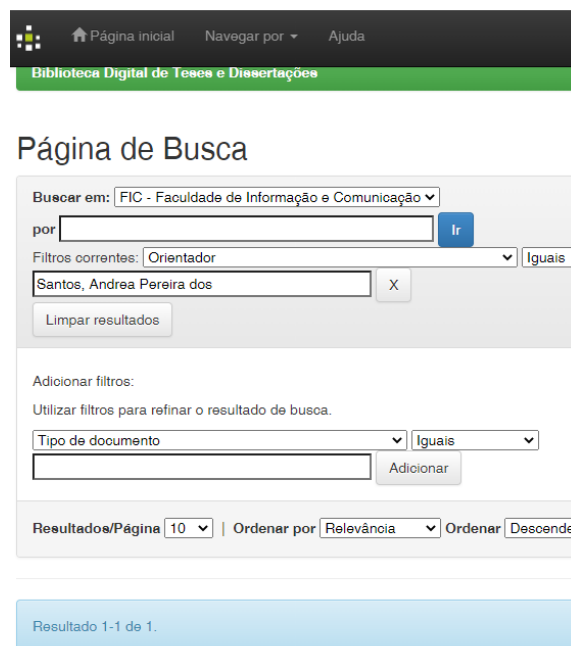 Página inicial Navegar por Ajuda
Biblioteca Digital de Teses e Dissertações
Página de Busca
Buscar em: FIC - Faculdade de Informação e Comunicação
por Ir
Filtros correntes: Orientador Iguais
Santos, Andrea Pereira dos X
Limpar resultados
Adicionar filtros:
Utilizar filtros para refinar o resultado de busca.
Tipo de documento Iguais
Adicionar
Resultados/Página 10 | Ordenar por Relevância Ordenar Descende
Resultado 1-1 de 1.